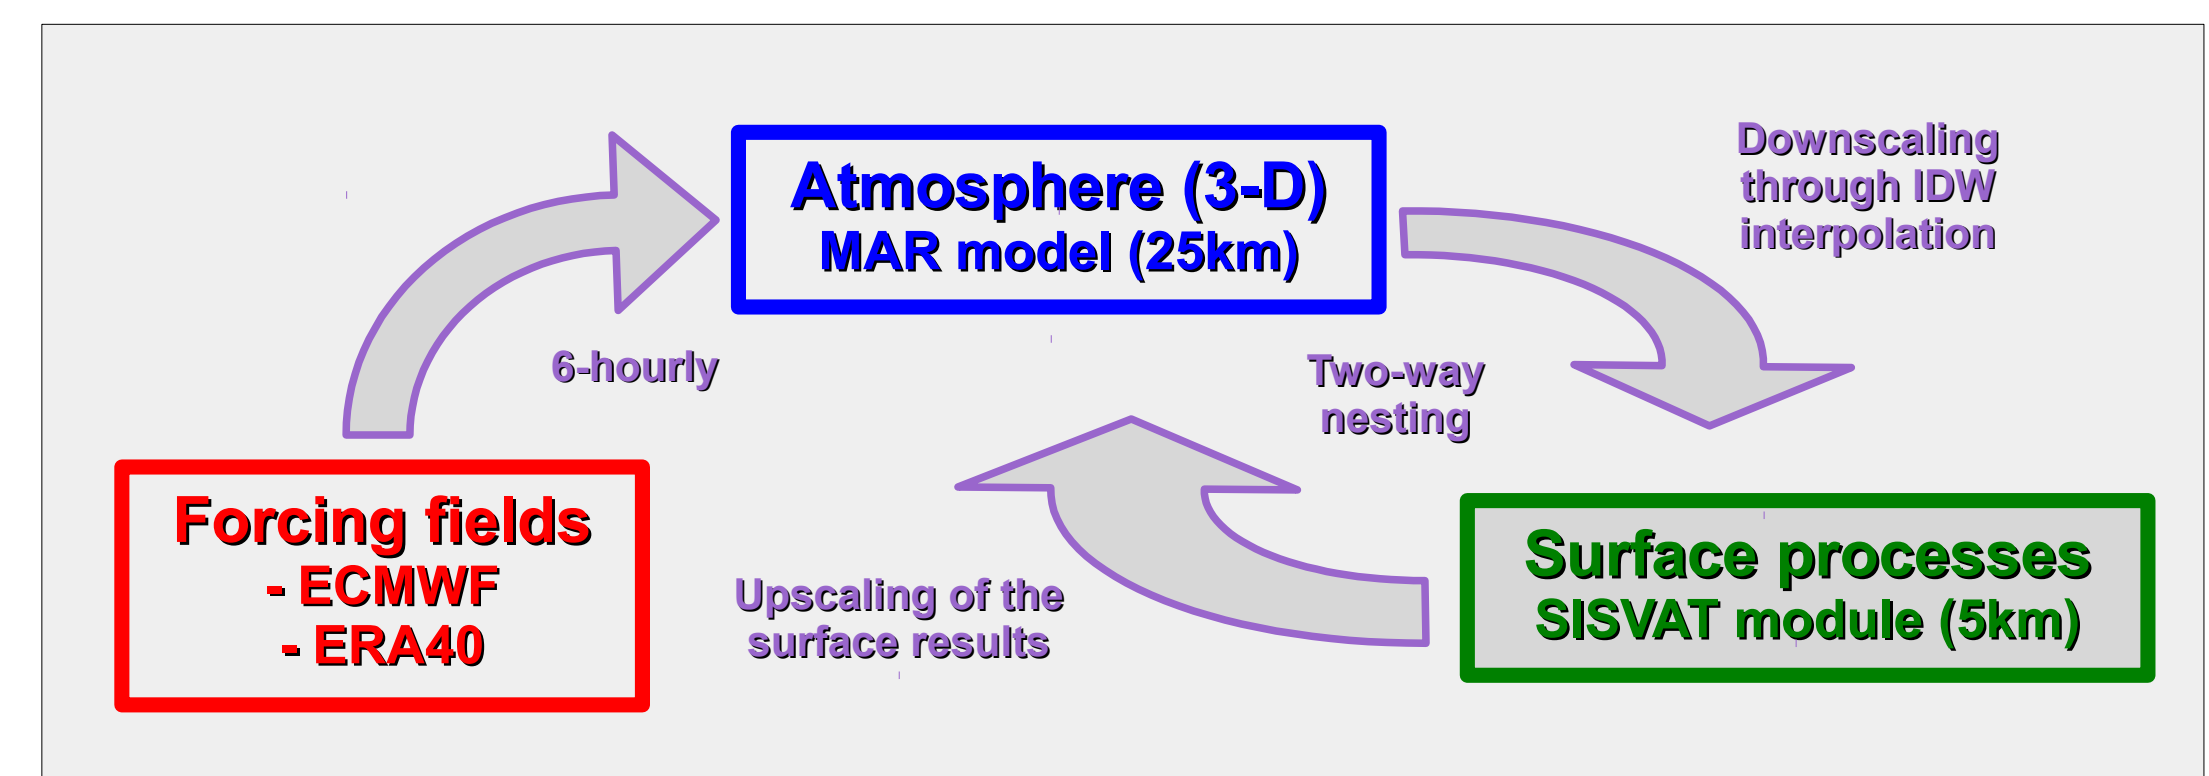 Atmosphere (3-D)
MAR model (25km)
Downscaling
through IDW
interpolation
6-hourly
Two-way
nesting
Forcing fields
- ECMWF
- ERA40
Upscaling of the
surface results
Surface processes
SISVAT module (5km)